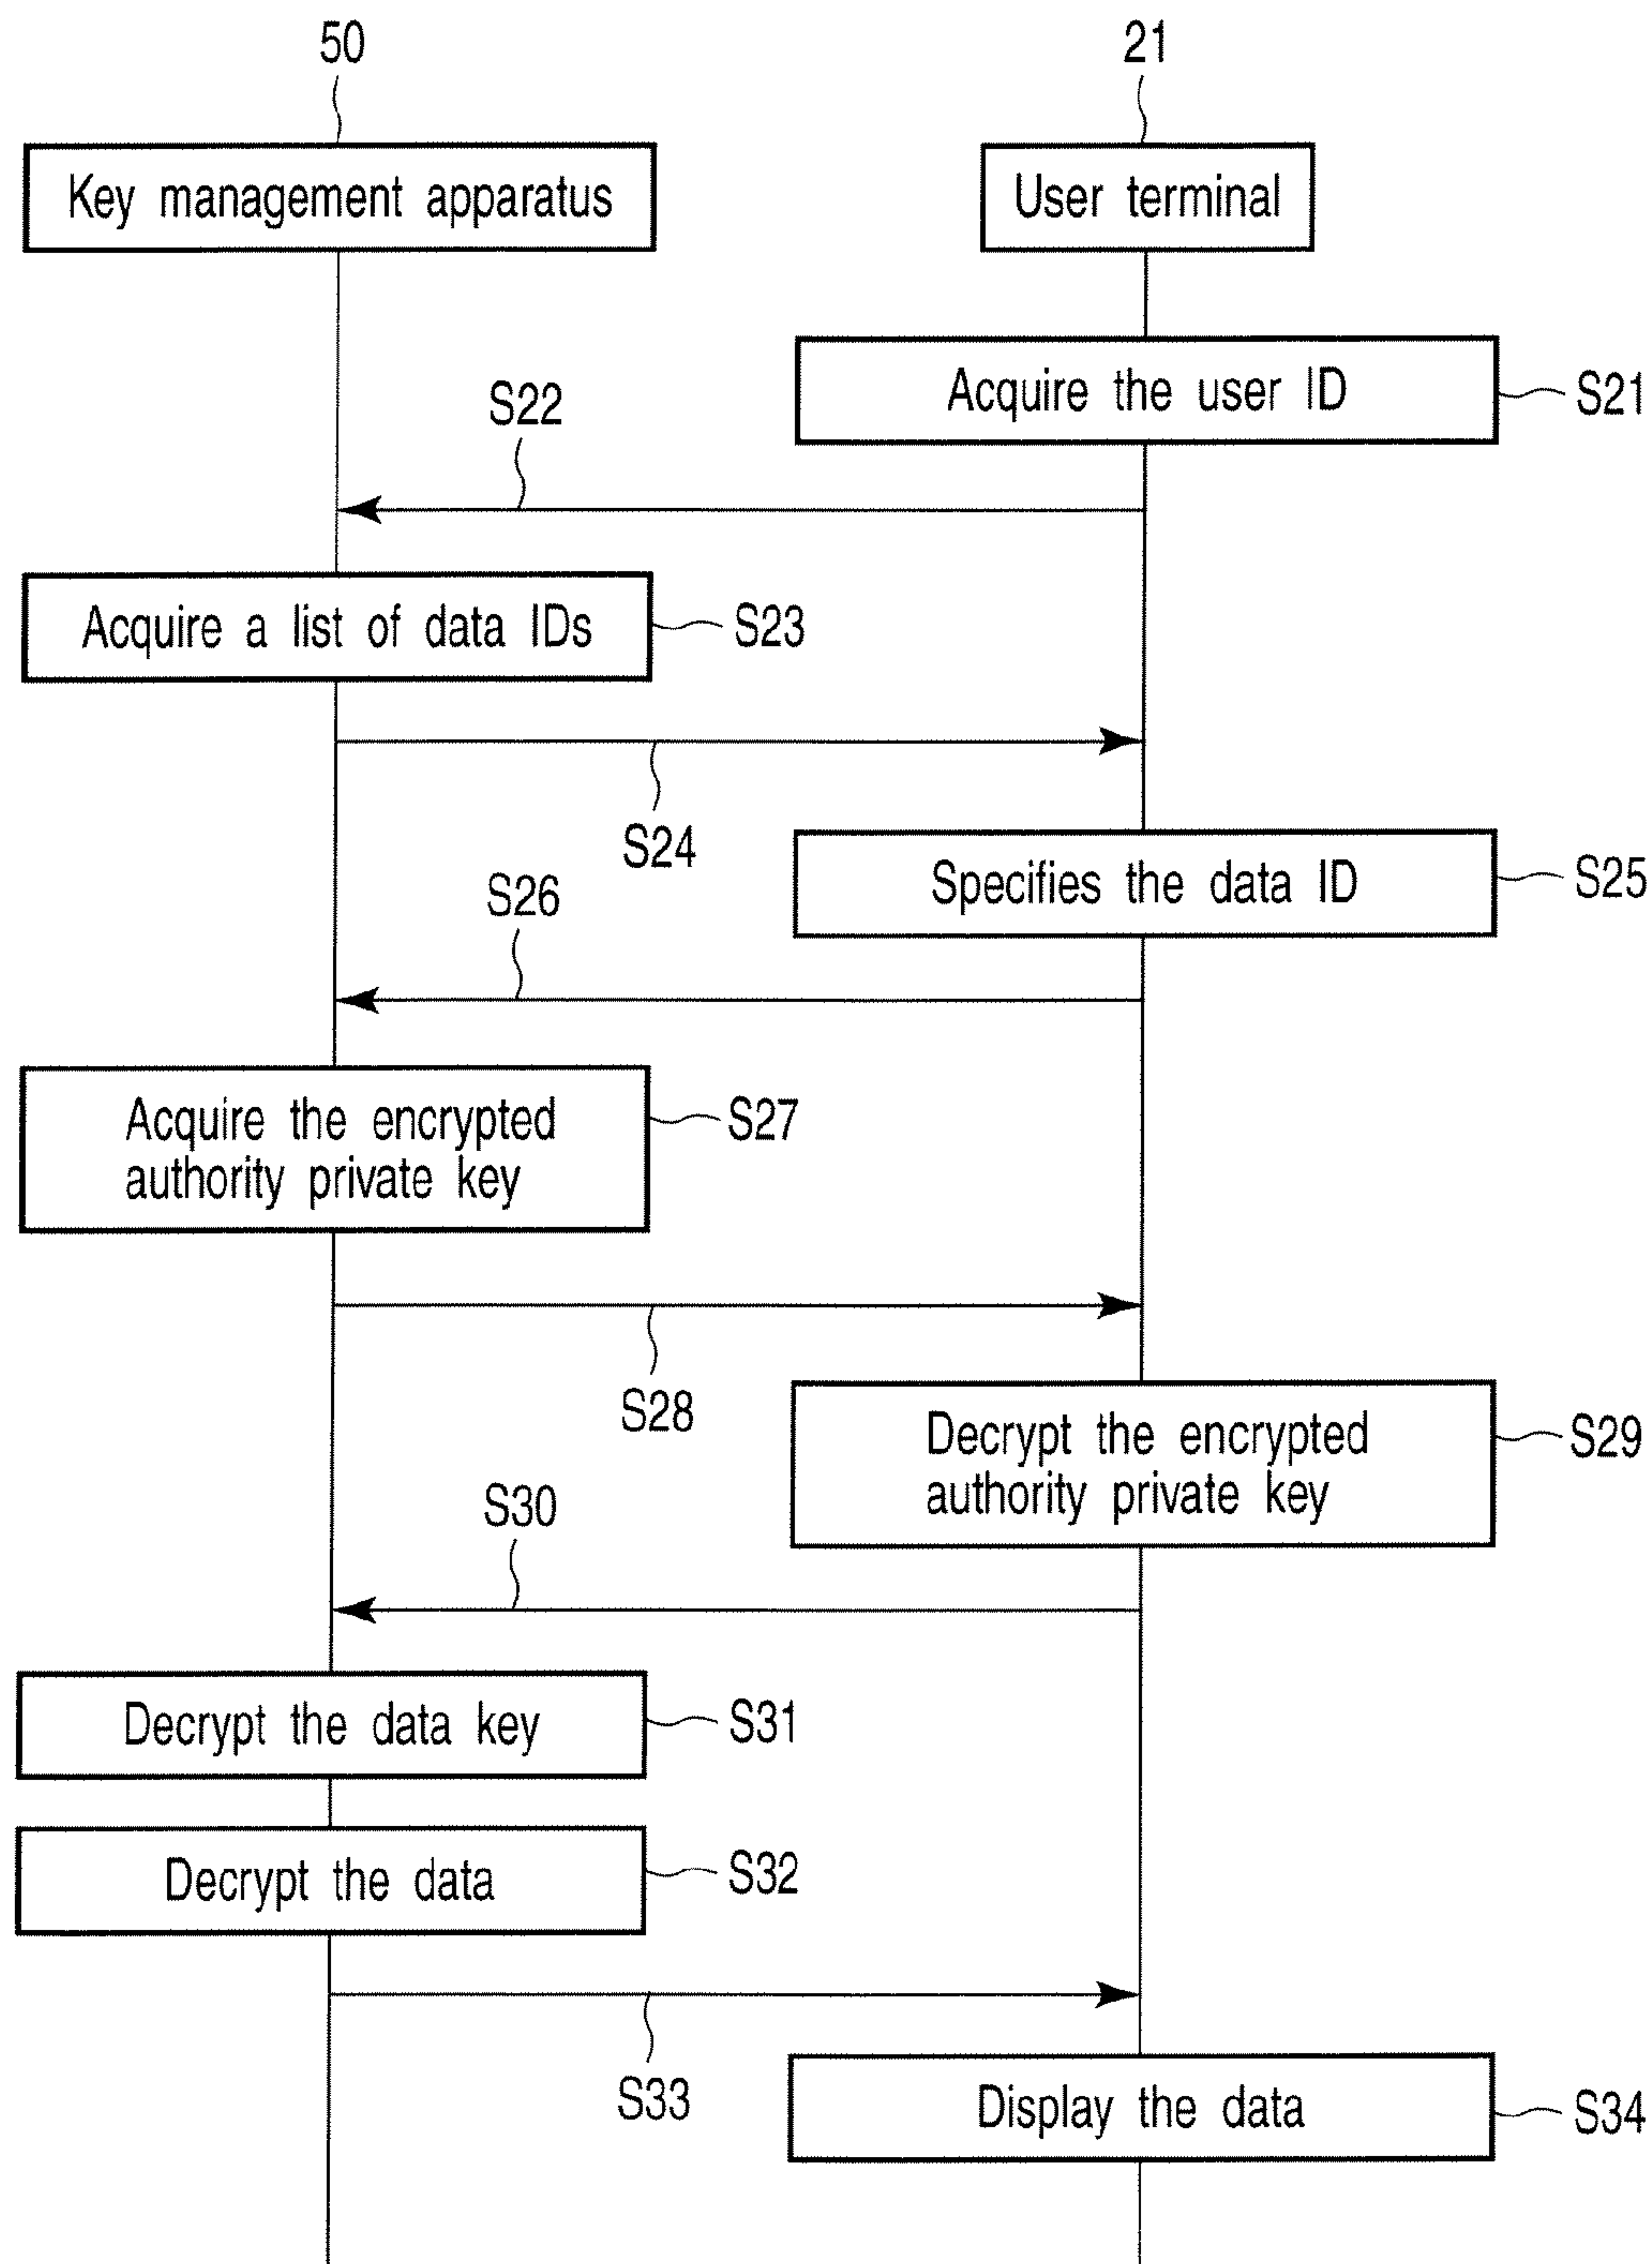 50
21
Key management apparatus
User terminal
Acquire the user ID
S21
S22
Acquire a list of data IDs
S23
S24
Specifies the data ID
S25
S26
Acquire the encrypted
authority private key
S27
S28
Decrypt the encrypted
authority private key
S29
S30
Decrypt the data key
S31
Decrypt the data
S32
S33
Display the data
S34